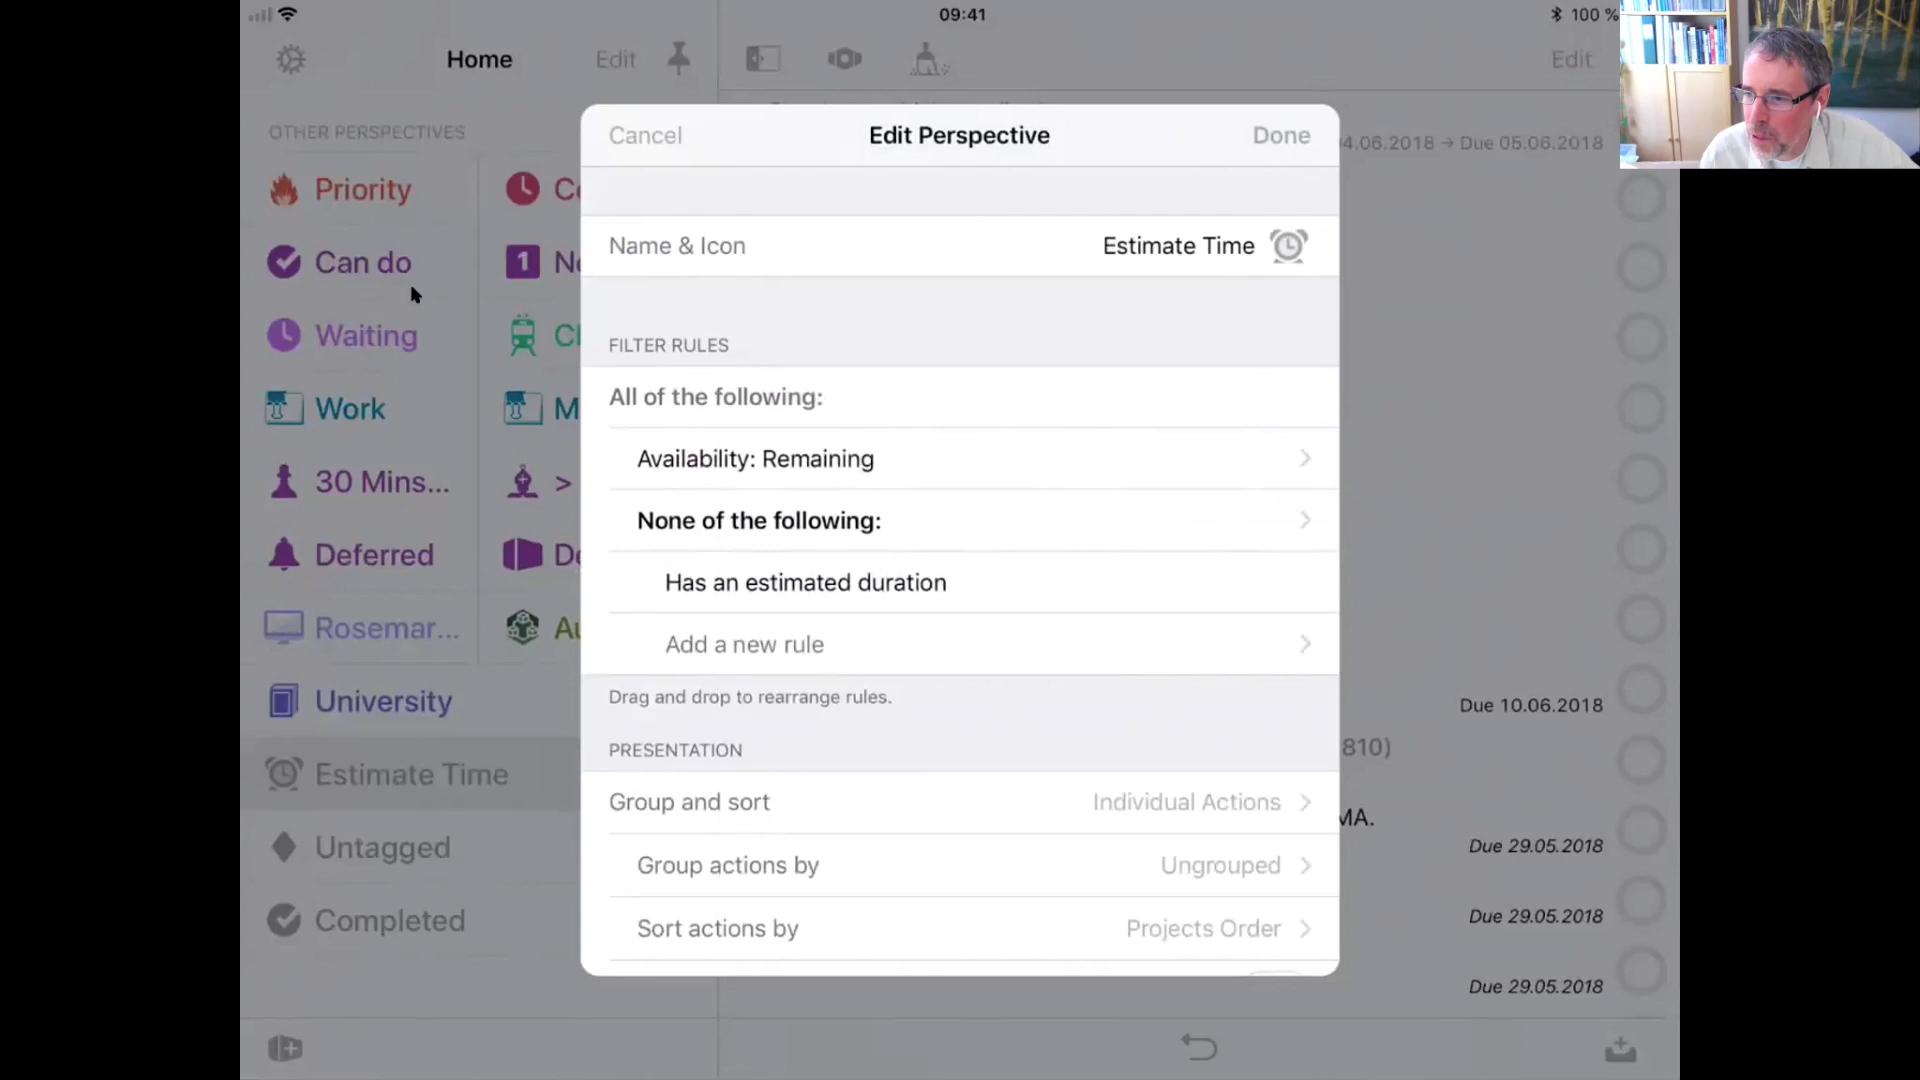 09:41
100 %
Home
Edit
Edit
OTHER PERSPECTIVES
Priority
Can do
Waiting
Work
30 Mins...
>
Deferred
Rosemar...
University
Estimate Time
Untagged
Completed
Cancel
Edit Perspective
Done
Name & Icon
Estimate Time
FILTER RULES
All of the following:
Availability: Remaining
None of the following:
Has an estimated duration
Add a new rule
Drag and drop to rearrange rules.
PRESENTATION
Group and sort
Individual Actions
Group actions by
Ungrouped
Sort actions by
Projects Order
4.06.2018 → Due 05.06.2018
Due 10.06.2018
810)
MA.
Due 29.05.2018
Due 29.05.2018
Due 29.05.2018